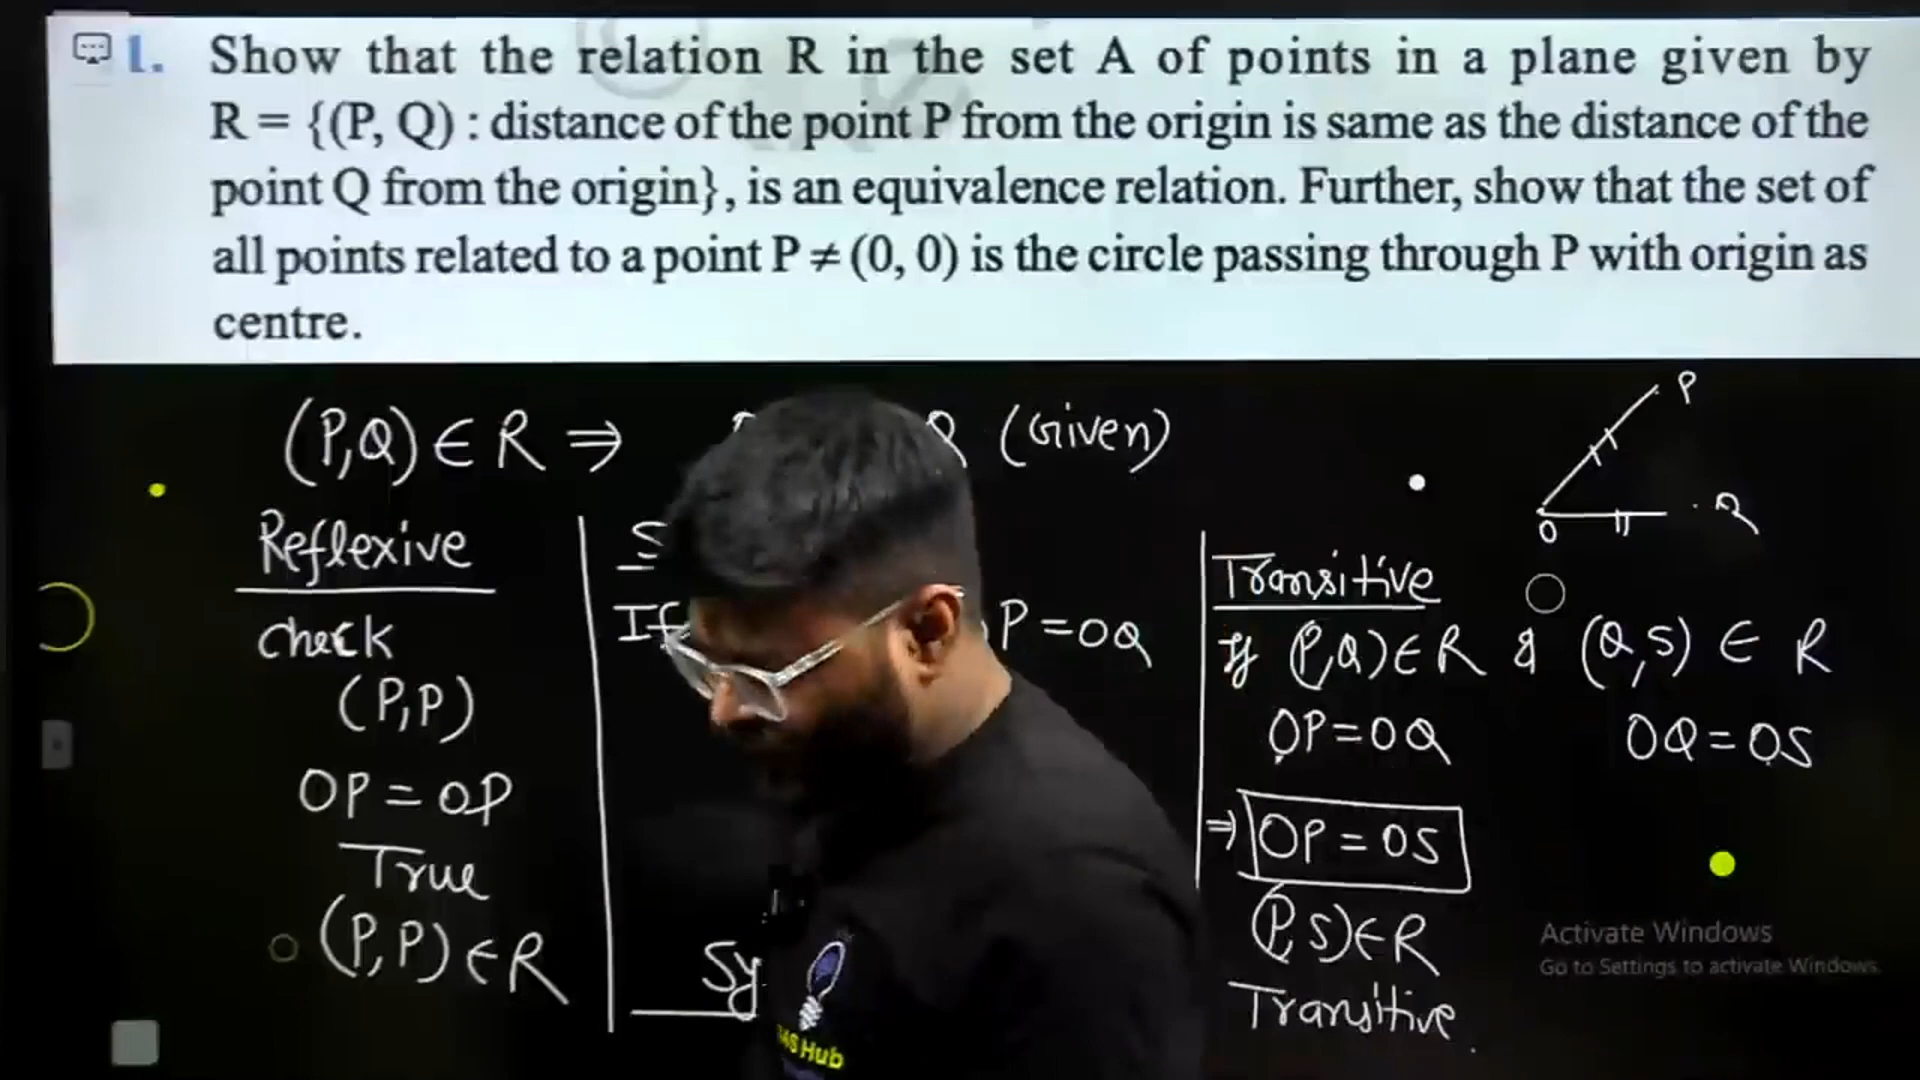 1. Show that the relation R in the set A of points in a plane given by
R = {(P, Q) : distance of the point P from the origin is same as the distance of the
point Q from the origin}, is an equivalence relation. Further, show that the set of
all points related to a point P ≠ (0, 0) is the circle passing through P with origin as
centre.
(P,Q) ∈ R ⇒ (Given)
P
O
Q
Reflexive
check
(P,P)
OP = OP
True
(P,P) ∈ R
If P = OQ
Sy
Transitive
If (P,Q) ∈ R & (Q,S) ∈ R
OP = OQ OQ = OS
⇒ OP = OS
(P,S) ∈ R
Transitive
Hub
Activate Windows
Go to Settings to activate Windows.